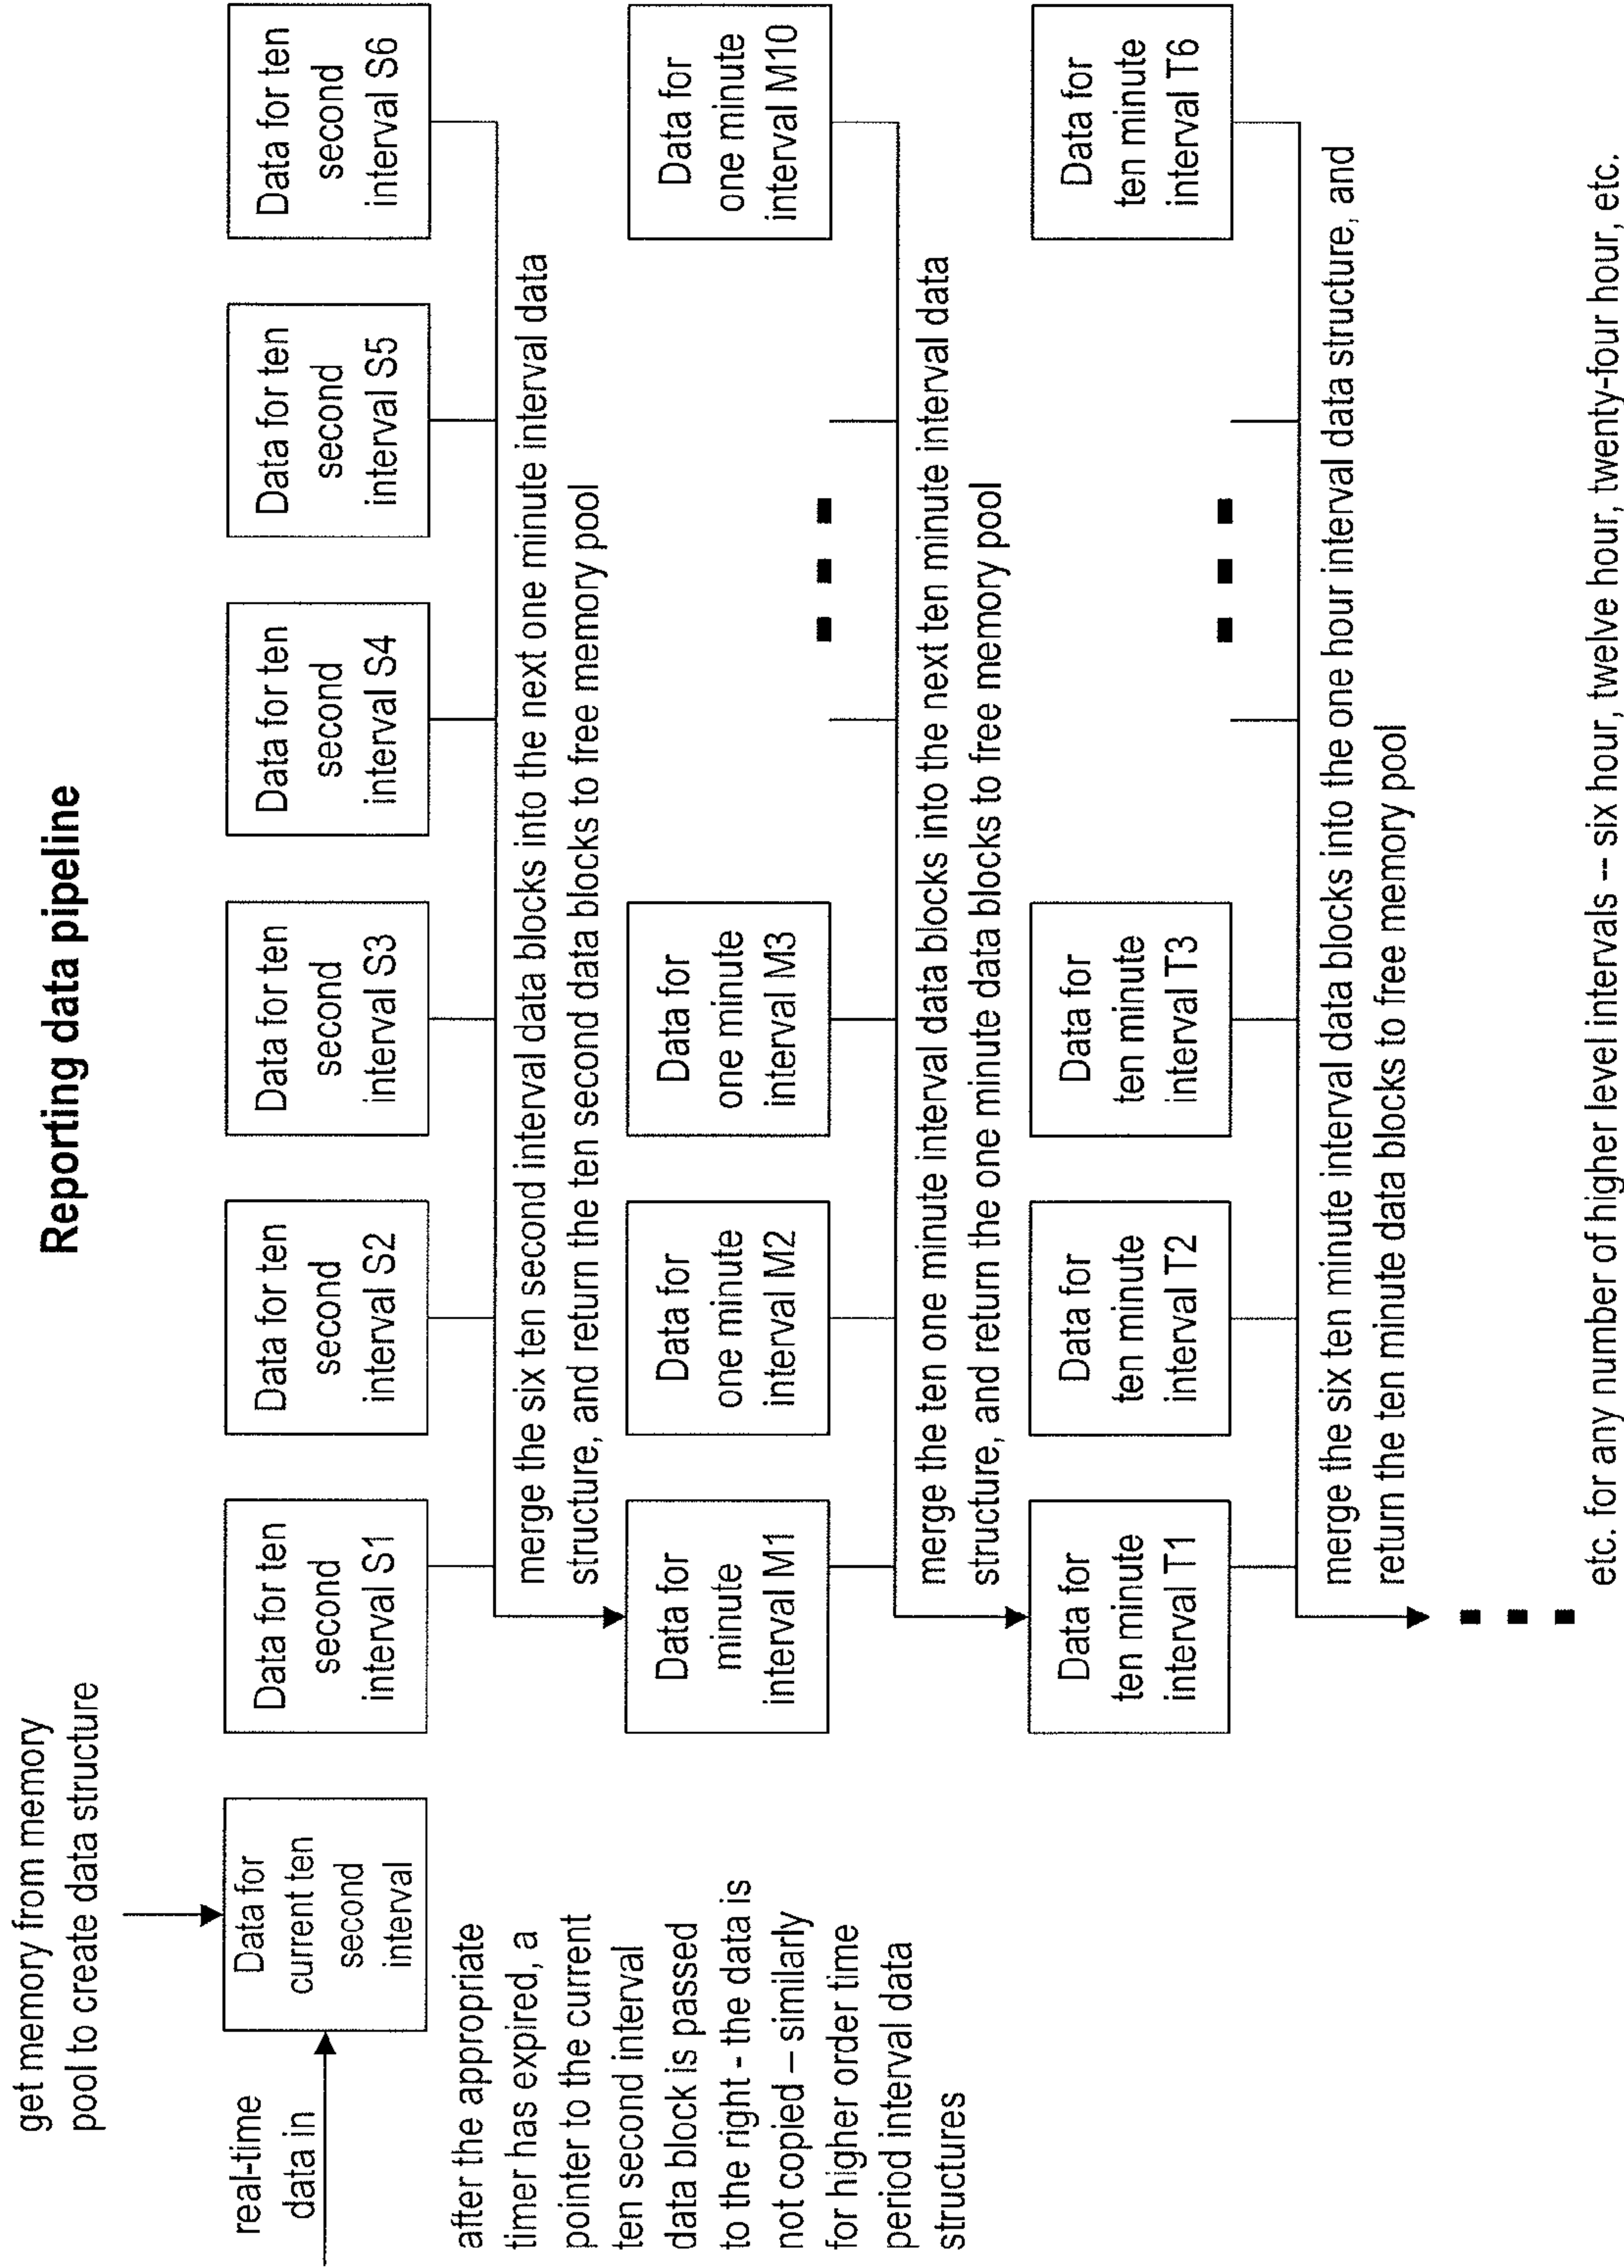 Reporting data pipeline
get memory from memory
pool to create data structure
real-time
data in
Data for
current ten
second
interval
Data for ten
second
interval S1
Data for ten
second
interval S2
Data for ten
second
interval S3
Data for ten
second
interval S4
Data for ten
second
interval S5
Data for ten
second
interval S6
after the appropriate
timer has expired, a
pointer to the current
ten second interval
data block is passed
to the right - the data is
not copied – similarly
for higher order time
period interval data
structures
merge the six ten second interval data blocks into the next one minute interval data
structure, and return the ten second data blocks to free memory pool
Data for
minute
interval M1
Data for
one minute
interval M2
Data for
one minute
interval M3
Data for
one minute
interval M10
merge the ten one minute interval data blocks into the next ten minute interval data
structure, and return the one minute data blocks to free memory pool
Data for
ten minute
interval T1
Data for
ten minute
interval T2
Data for
ten minute
interval T3
Data for
ten minute
interval T6
merge the six ten minute interval data blocks into the one hour interval data structure, and
return the ten minute data blocks to free memory pool
etc. for any number of higher level intervals -- six hour, twelve hour, twenty-four hour, etc.